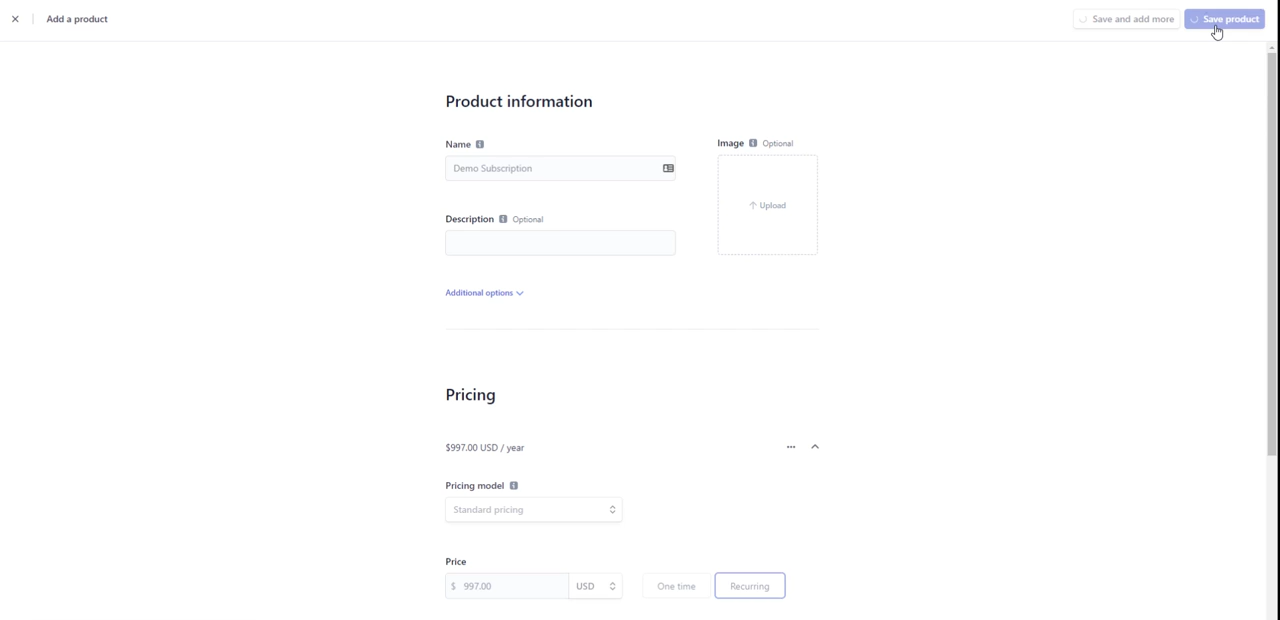 Add a product
Save and add more
Save product
Product information
Name
Image Optional
Demo Subscription
Upload
Description Optional
Additional options
Pricing
$997.00 USD / year
Pricing model
Standard pricing
Price
$ 997.00 USD One time Recurring